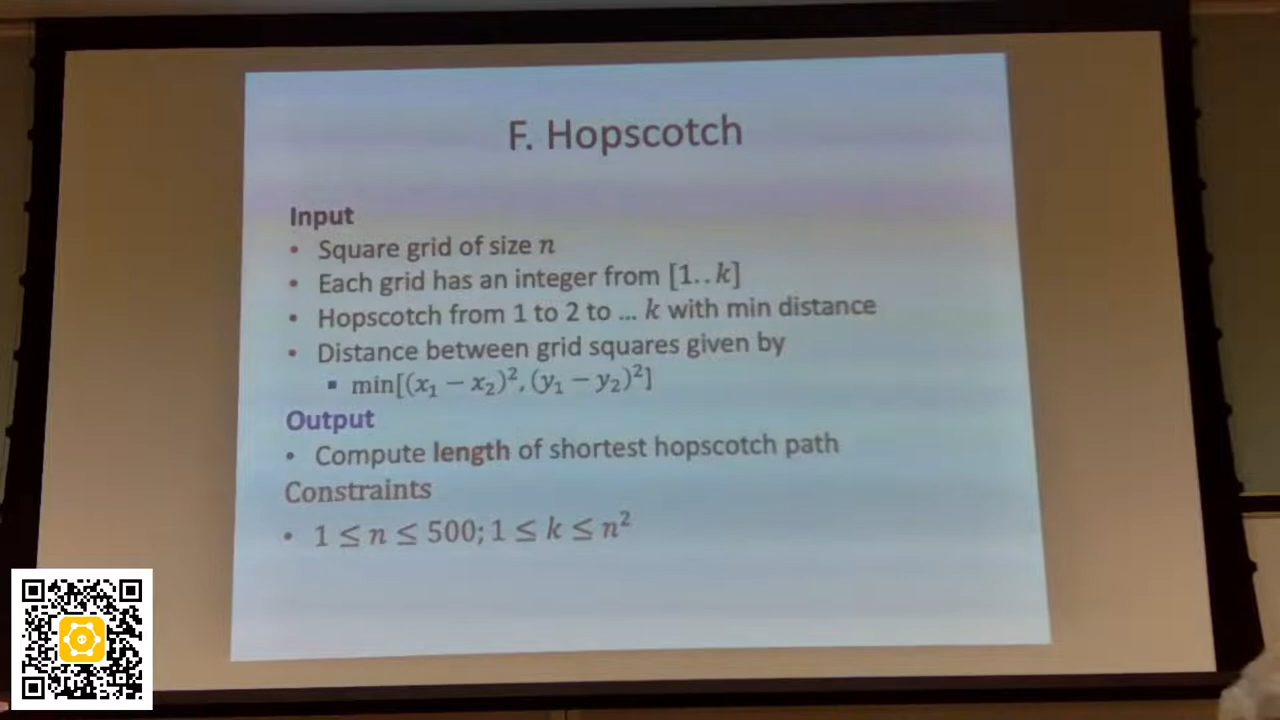 F. Hopscotch
Input
• Square grid of size n
• Each grid has an integer from [1..k]
• Hopscotch from 1 to 2 to ... k with min distance
• Distance between grid squares given by
▪ min[(x₁ − x₂)², (y₁ − y₂)²]
Output
• Compute length of shortest hopscotch path
Constraints
• 1 ≤ n ≤ 500; 1 ≤ k ≤ n²